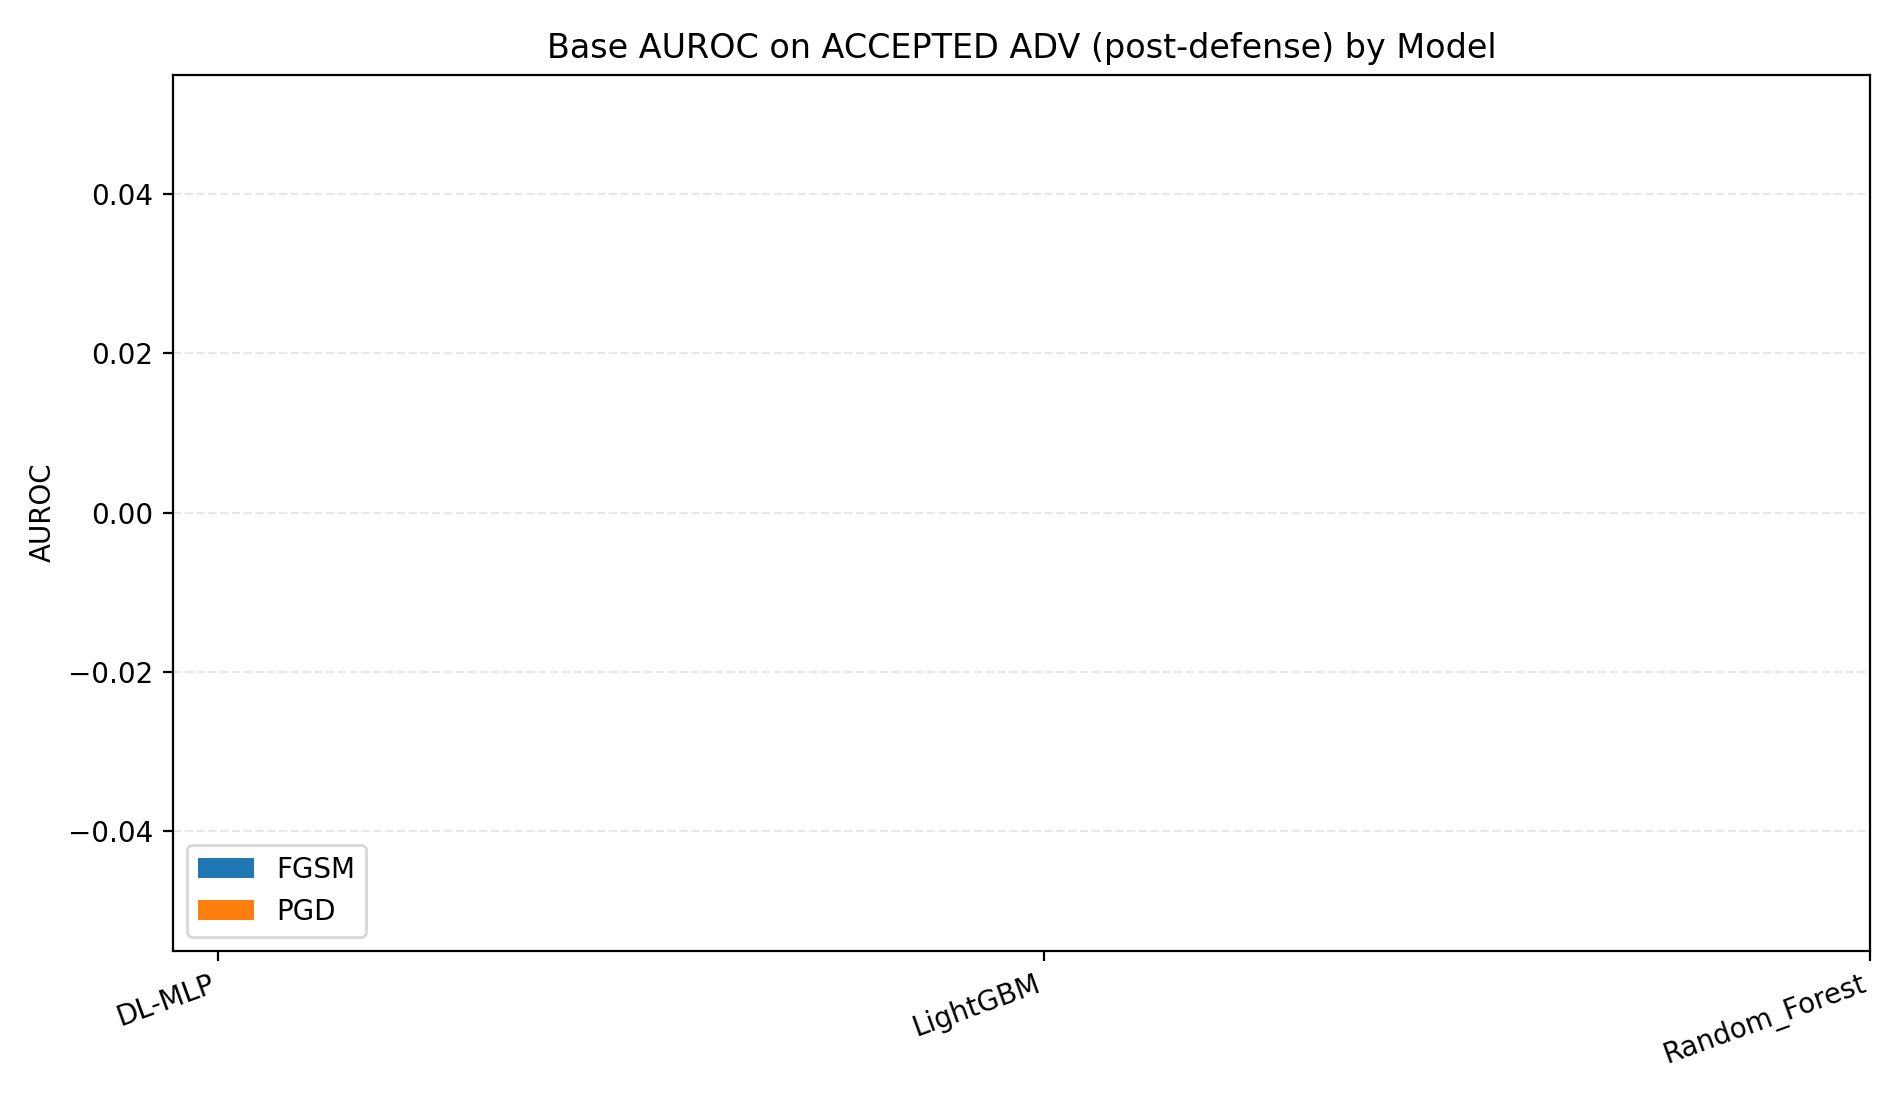 Base AUROC on ACCEPTED ADV (post-defense) by Model
AUROC
0.04
0.02
0.00
−0.02
−0.04
FGSM
PGD
DL-MLP
LightGBM
Random_Forest